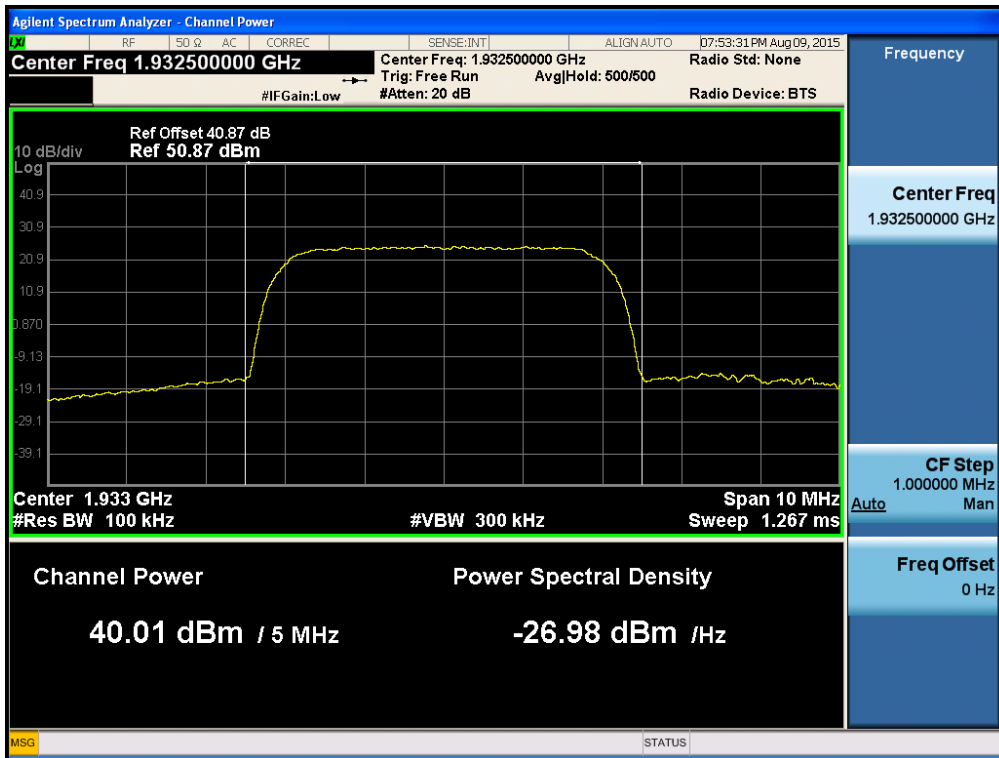 Agilent Spectrum Analyzer - Channel Power
LXI RF 50 Ω AC CORREC SENSE:INT ALIGN AUTO 07:53:31 PM Aug 09, 2015
Center Freq 1.932500000 GHz
Center Freq: 1.932500000 GHz Radio Std: None
Trig: Free Run Avg|Hold: 500/500
#IFGain:Low #Atten: 20 dB Radio Device: BTS
Ref Offset 40.87 dB
10 dB/div Ref 50.87 dBm
Log
40.9
30.9
20.9
10.9
0.870
-9.13
-19.1
-29.1
-39.1
Center 1.933 GHz Span 10 MHz
#Res BW 100 kHz #VBW 300 kHz Sweep 1.267 ms
Channel Power Power Spectral Density
40.01 dBm / 5 MHz -26.98 dBm /Hz
Frequency
Center Freq
1.932500000 GHz
CF Step
1.000000 MHz
Auto Man
Freq Offset
0 Hz
MSG STATUS